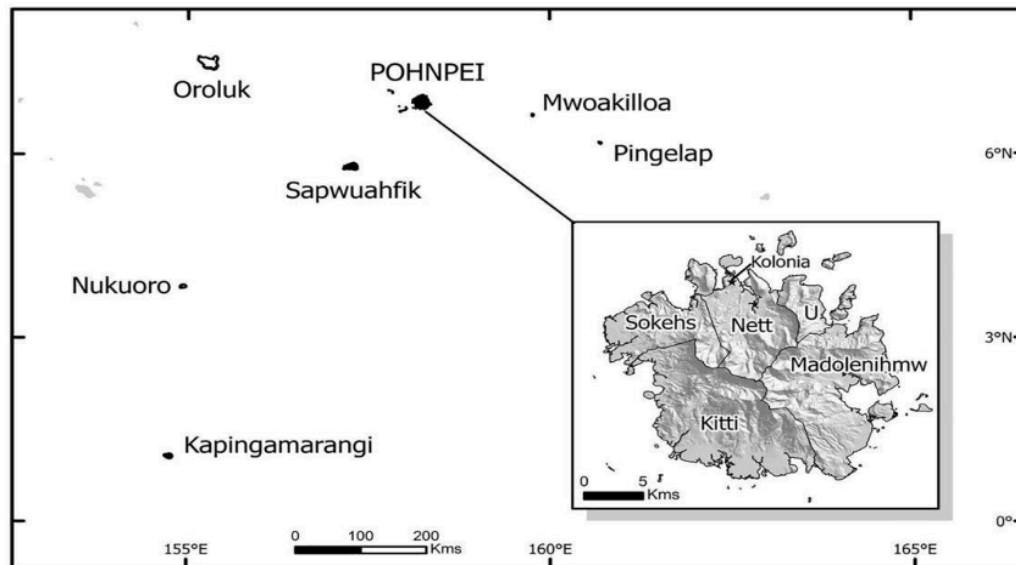 POHNPEI
Oroluk
Mwoakilloa
Pingelap
6°N
Sapwuahfik
Kolonia
Nukuoro
U
Sokehs
Nett
3°N
Madolenihmw
Kitti
Kapingamarangi
0 5
Kms
0 100 200
Kms
0°
155°E
160°E
165°E